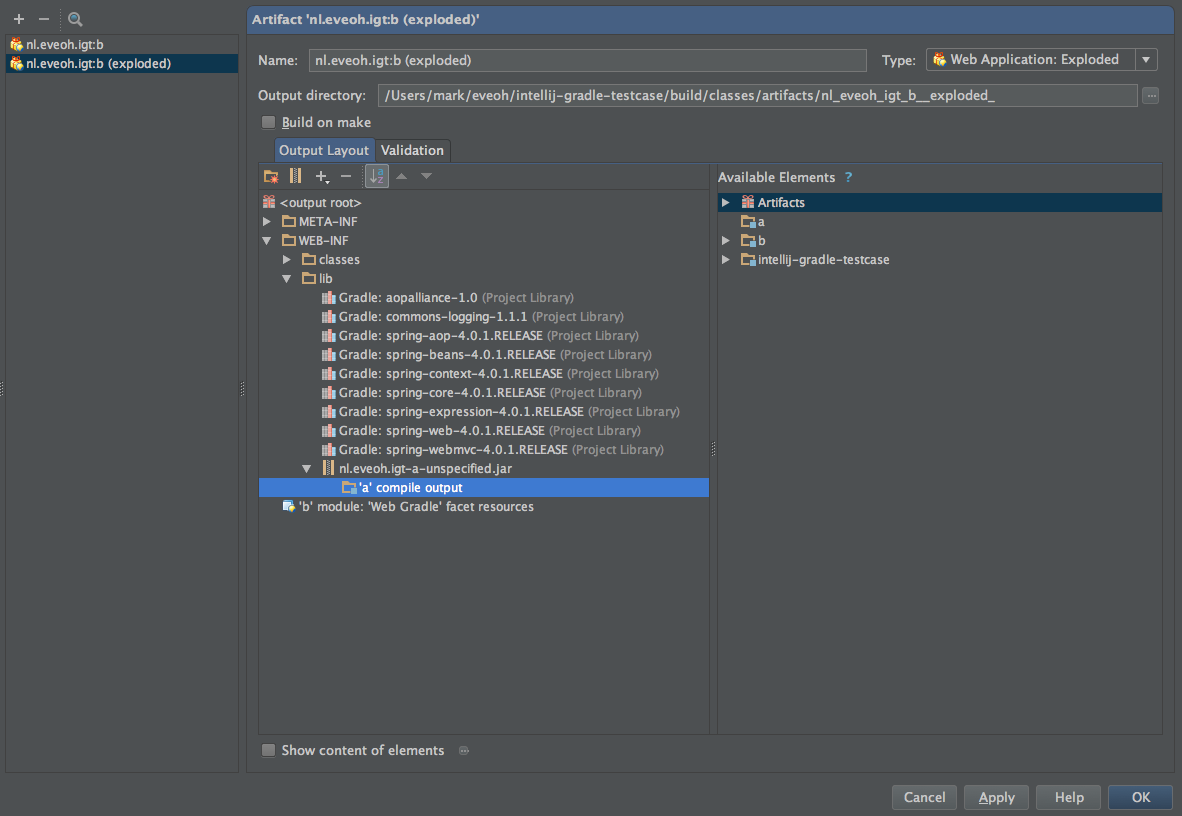 nl.eveoh.igt:b
nl.eveoh.igt:b (exploded)
Artifact 'nl.eveoh.igt:b (exploded)'
Name: nl.eveoh.igt:b (exploded) Type: Web Application: Exploded
Output directory: /Users/mark/eveoh/intellij-gradle-testcase/build/classes/artifacts/nl_eveoh_igt_b__exploded_
Build on make
Output Layout Validation
<output root>
META-INF
WEB-INF
classes
lib
Gradle: aopalliance-1.0 (Project Library)
Gradle: commons-logging-1.1.1 (Project Library)
Gradle: spring-aop-4.0.1.RELEASE (Project Library)
Gradle: spring-beans-4.0.1.RELEASE (Project Library)
Gradle: spring-context-4.0.1.RELEASE (Project Library)
Gradle: spring-core-4.0.1.RELEASE (Project Library)
Gradle: spring-expression-4.0.1.RELEASE (Project Library)
Gradle: spring-web-4.0.1.RELEASE (Project Library)
Gradle: spring-webmvc-4.0.1.RELEASE (Project Library)
nl.eveoh.igt-a-unspecified.jar
'a' compile output
'b' module: 'Web Gradle' facet resources
Available Elements ?
Artifacts
a
b
intellij-gradle-testcase
Show content of elements
Cancel Apply Help OK